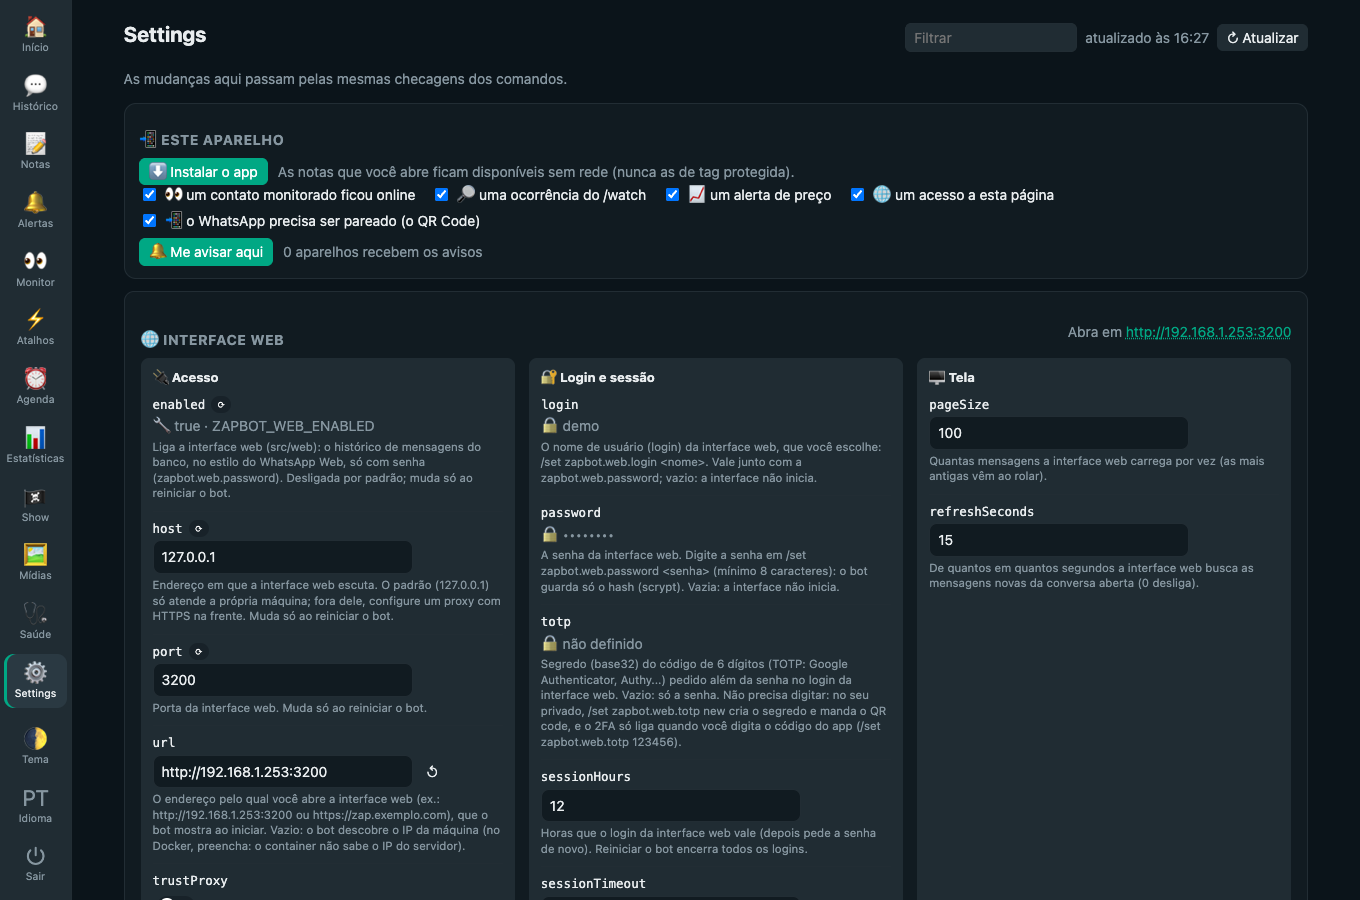 Início
Histórico
Notas
Alertas
Monitor
Atalhos
Agenda
Estatísticas
Show
Mídias
Saúde
Settings
Tema
PT
Idioma
Sair
Settings
Filtrar
atualizado às 16:27
Atualizar
As mudanças aqui passam pelas mesmas checagens dos comandos.
ESTE APARELHO
Instalar o app
As notas que você abre ficam disponíveis sem rede (nunca as de tag protegida).
um contato monitorado ficou online
uma ocorrência do /watch
um alerta de preço
um acesso a esta página
o WhatsApp precisa ser pareado (o QR Code)
Me avisar aqui
0 aparelhos recebem os avisos
INTERFACE WEB
Abra em http://192.168.1.253:3200
Acesso
enabled
true · ZAPBOT_WEB_ENABLED
Liga a interface web (src/web): o histórico de mensagens do
banco, no estilo do WhatsApp Web, só com senha
(zapbot.web.password). Desligada por padrão; muda só ao
reiniciar o bot.
host
127.0.0.1
Endereço em que a interface web escuta. O padrão (127.0.0.1)
só atende a própria máquina; fora dele, configure um proxy com
HTTPS na frente. Muda só ao reiniciar o bot.
port
3200
Porta da interface web. Muda só ao reiniciar o bot.
url
http://192.168.1.253:3200
O endereço pelo qual você abre a interface web (ex.:
http://192.168.1.253:3200 ou https://zap.exemplo.com), que o
bot mostra ao iniciar. Vazio: o bot descobre o IP da máquina (no
Docker, preencha: o container não sabe o IP do servidor).
trustProxy
Login e sessão
login
demo
O nome de usuário (login) da interface web, que você escolhe:
/set zapbot.web.login <nome>. Vale junto com a
zapbot.web.password; vazio: a interface não inicia.
password
••••••••
A senha da interface web. Digite a senha em /set
zapbot.web.password <senha> (mínimo 8 caracteres): o bot
guarda só o hash (scrypt). Vazia: a interface não inicia.
totp
não definido
Segredo (base32) do código de 6 dígitos (TOTP: Google
Authenticator, Authy...) pedido além da senha no login da
interface web. Vazio: só a senha. Não precisa digitar: no seu
privado, /set zapbot.web.totp new cria o segredo e manda o QR
code, e o 2FA só liga quando você digita o código do app (/set
zapbot.web.totp 123456).
sessionHours
12
Horas que o login da interface web vale (depois pede a senha
de novo). Reiniciar o bot encerra todos os logins.
sessionTimeout
Tela
pageSize
100
Quantas mensagens a interface web carrega por vez (as mais
antigas vêm ao rolar).
refreshSeconds
15
De quantos em quantos segundos a interface web busca as
mensagens novas da conversa aberta (0 desliga).